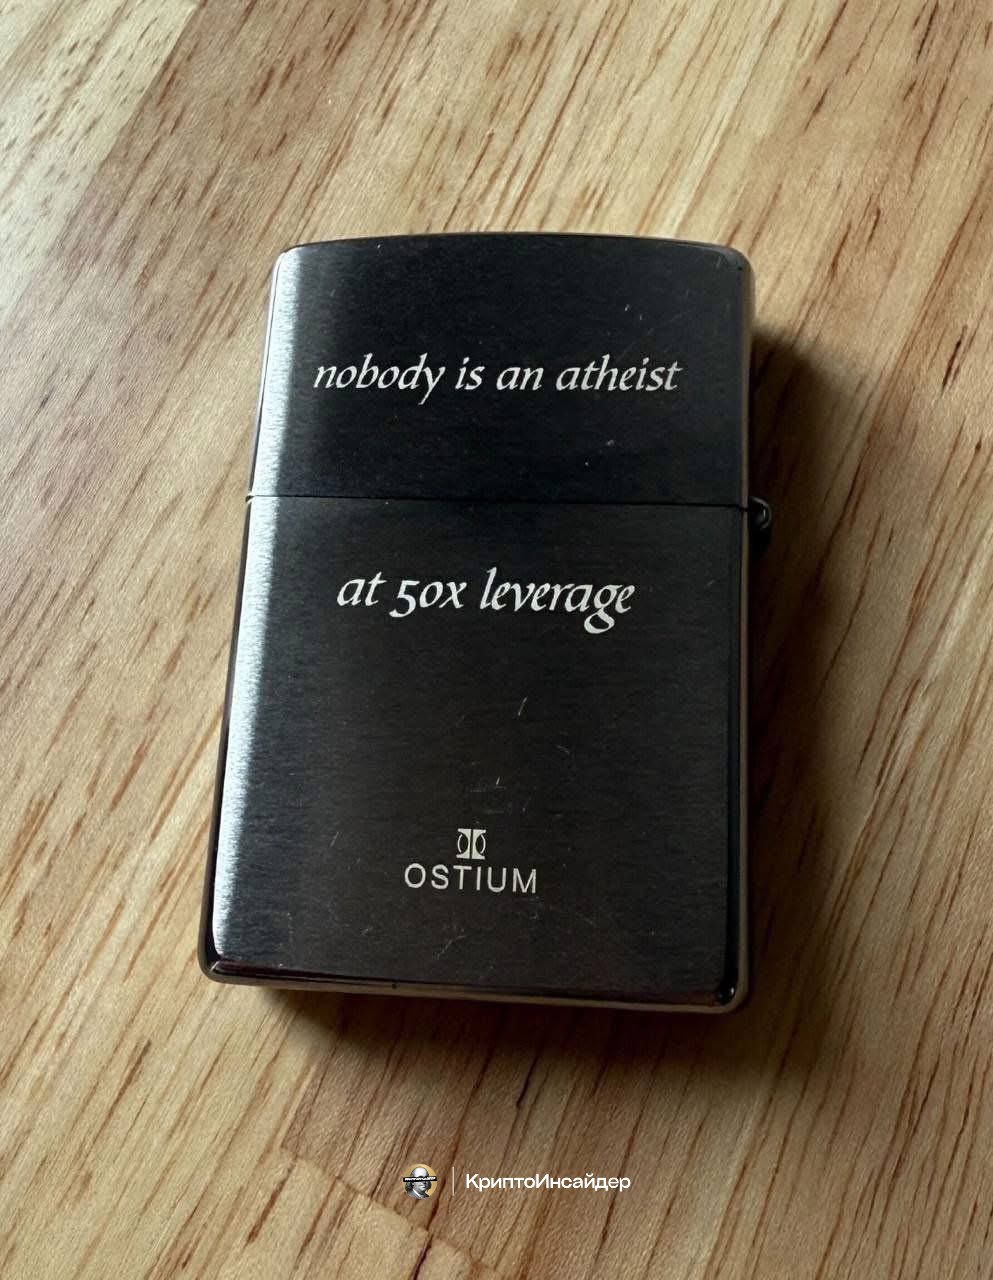 nobody is an atheist
at 50x leverage
OSTIUM
КриптоИнсайдер